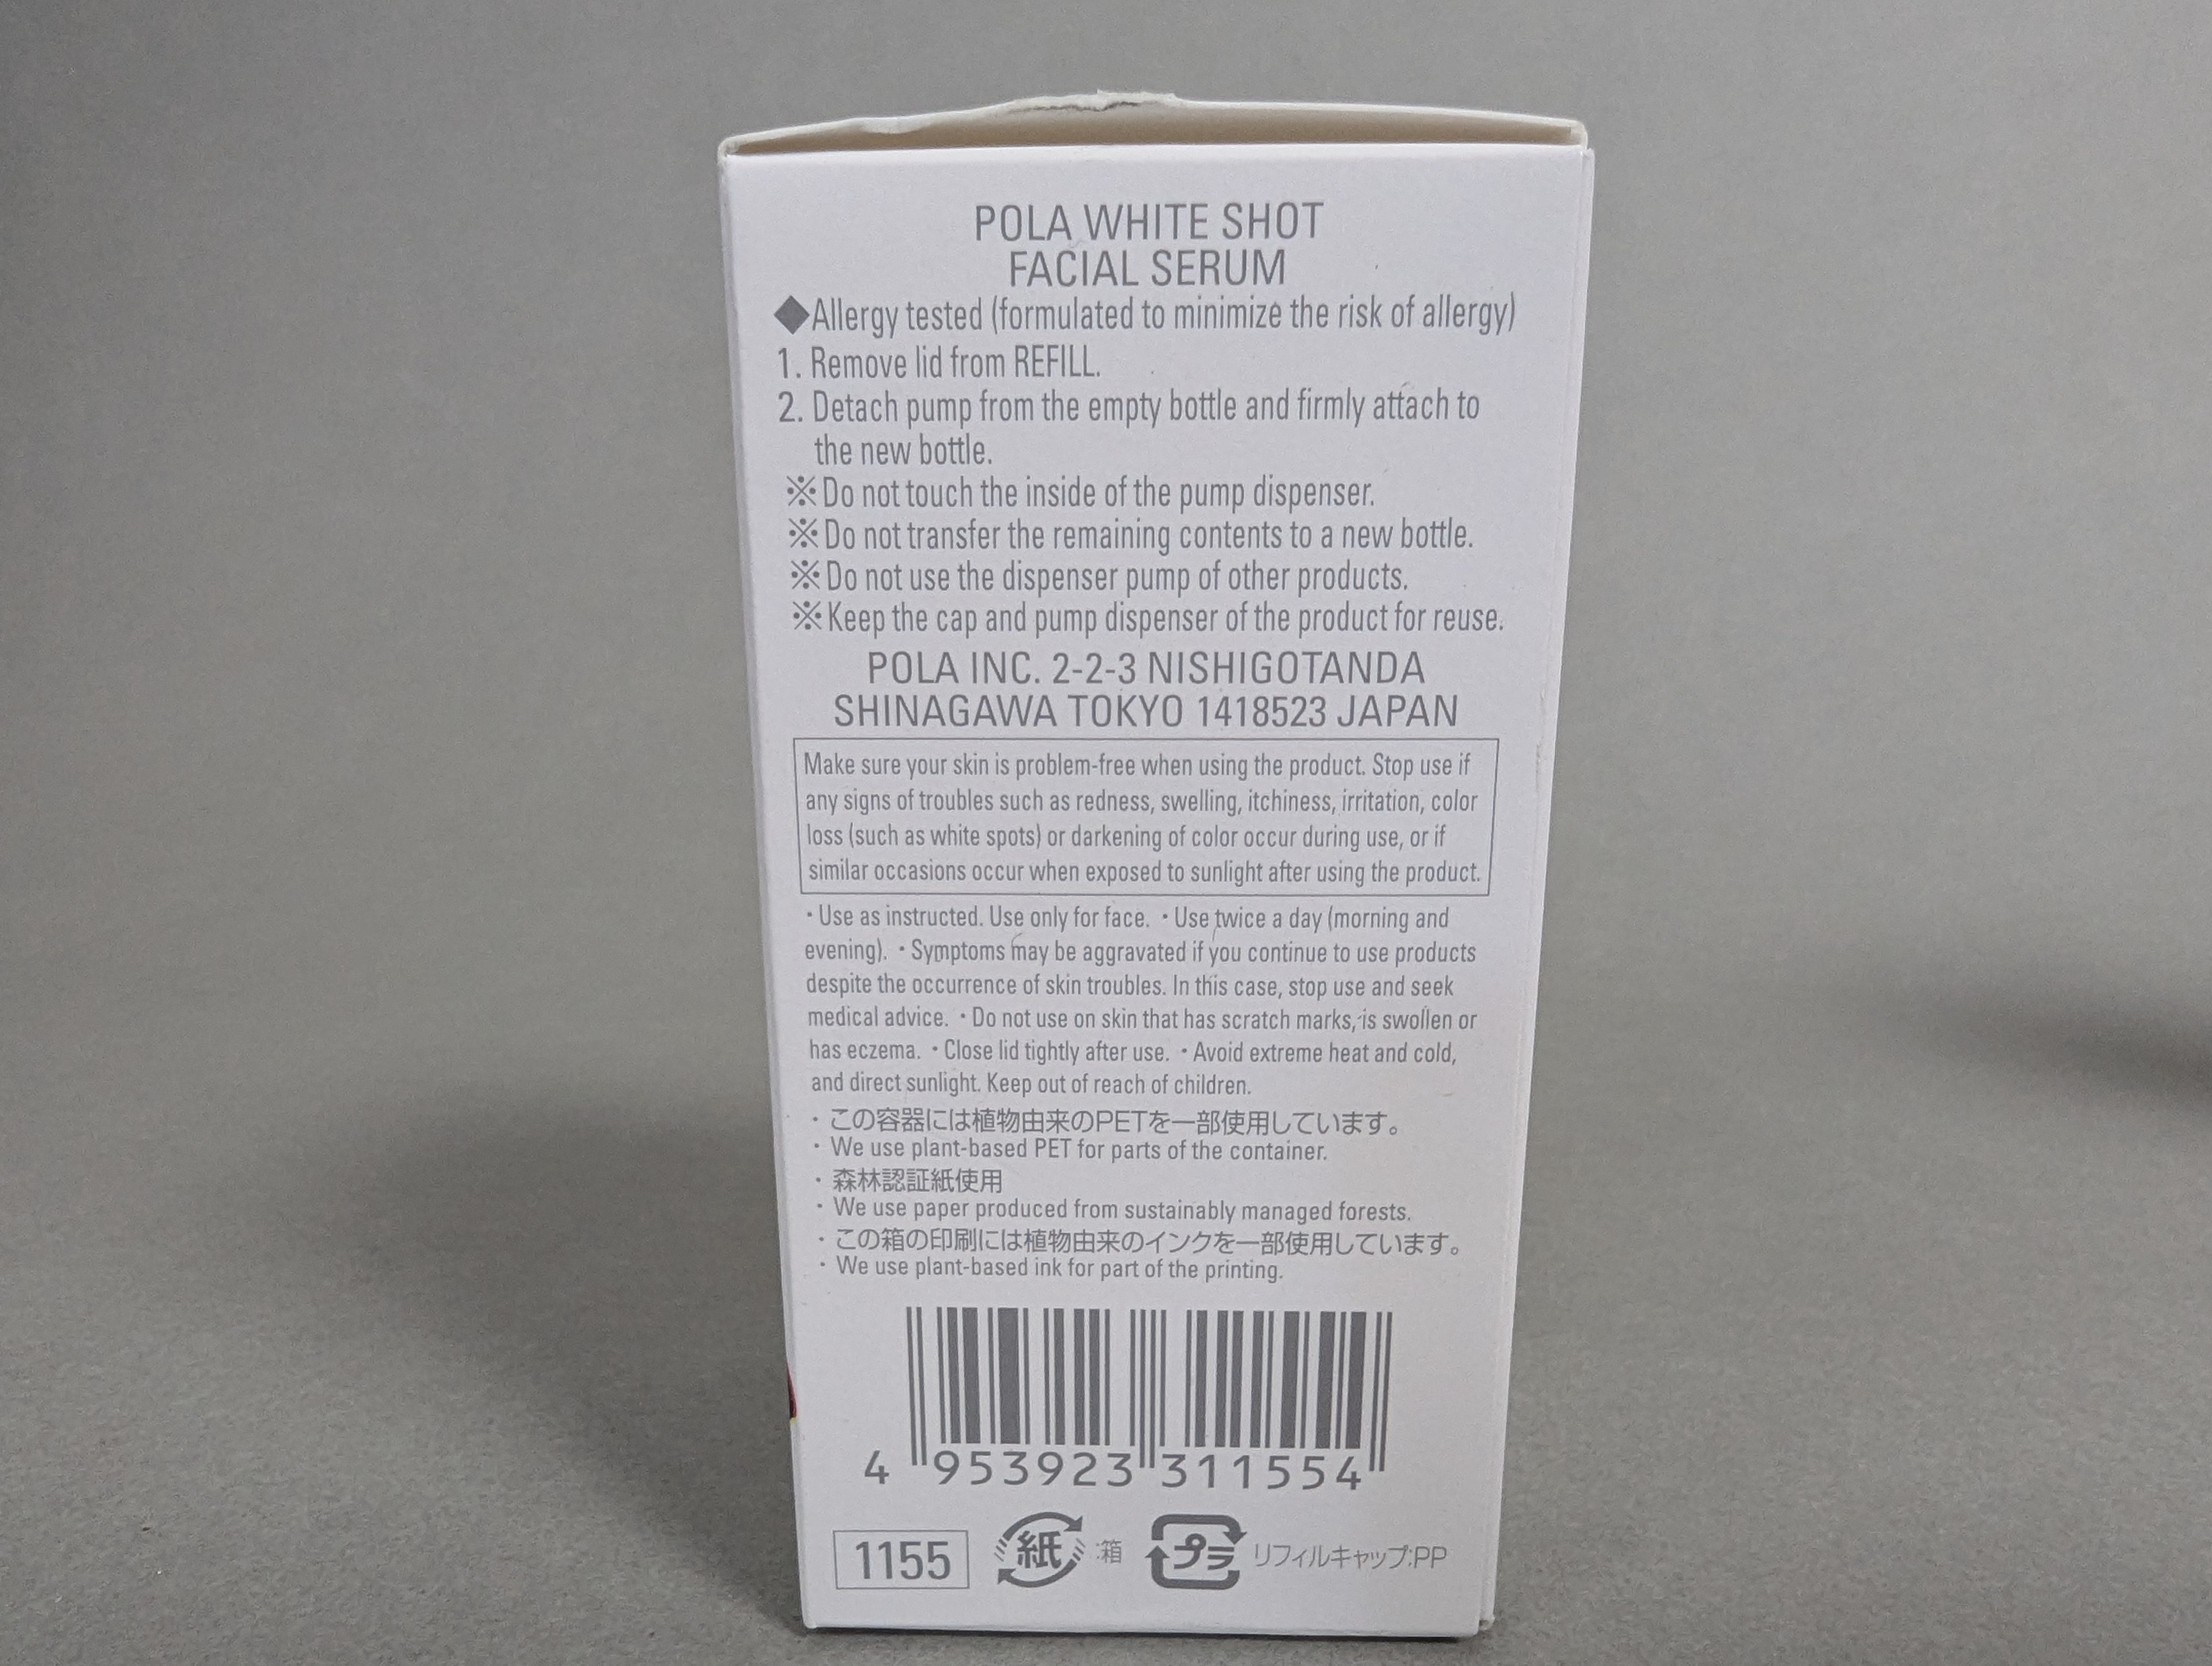 POLA WHITE SHOT
FACIAL SERUM
◆Allergy tested (formulated to minimize the risk of allergy)
1. Remove lid from REFILL.
2. Detach pump from the empty bottle and firmly attach to
the new bottle.
※Do not touch the inside of the pump dispenser.
※Do not transfer the remaining contents to a new bottle.
※Do not use the dispenser pump of other products.
※Keep the cap and pump dispenser of the product for reuse.
POLA INC. 2-2-3 NISHIGOTANDA
SHINAGAWA TOKYO 1418523 JAPAN
Make sure your skin is problem-free when using the product. Stop use if
any signs of troubles such as redness, swelling, itchiness, irritation, color
loss (such as white spots) or darkening of color occur during use, or if
similar occasions occur when exposed to sunlight after using the product.
・Use as instructed. Use only for face. ・Use twice a day (morning and
evening). ・Symptoms may be aggravated if you continue to use products
despite the occurrence of skin troubles. In this case, stop use and seek
medical advice. ・Do not use on skin that has scratch marks, is swollen or
has eczema. ・Close lid tightly after use. ・Avoid extreme heat and cold,
and direct sunlight. Keep out of reach of children.
・この容器には植物由来のPETを一部使用しています。
・We use plant-based PET for parts of the container.
・森林認証紙使用
・We use paper produced from sustainably managed forests.
・この箱の印刷には植物由来のインクを一部使用しています。
・We use plant-based ink for part of the printing.
4 953923 311554
1155 紙 :箱 プラ リフィルキャップ:PP